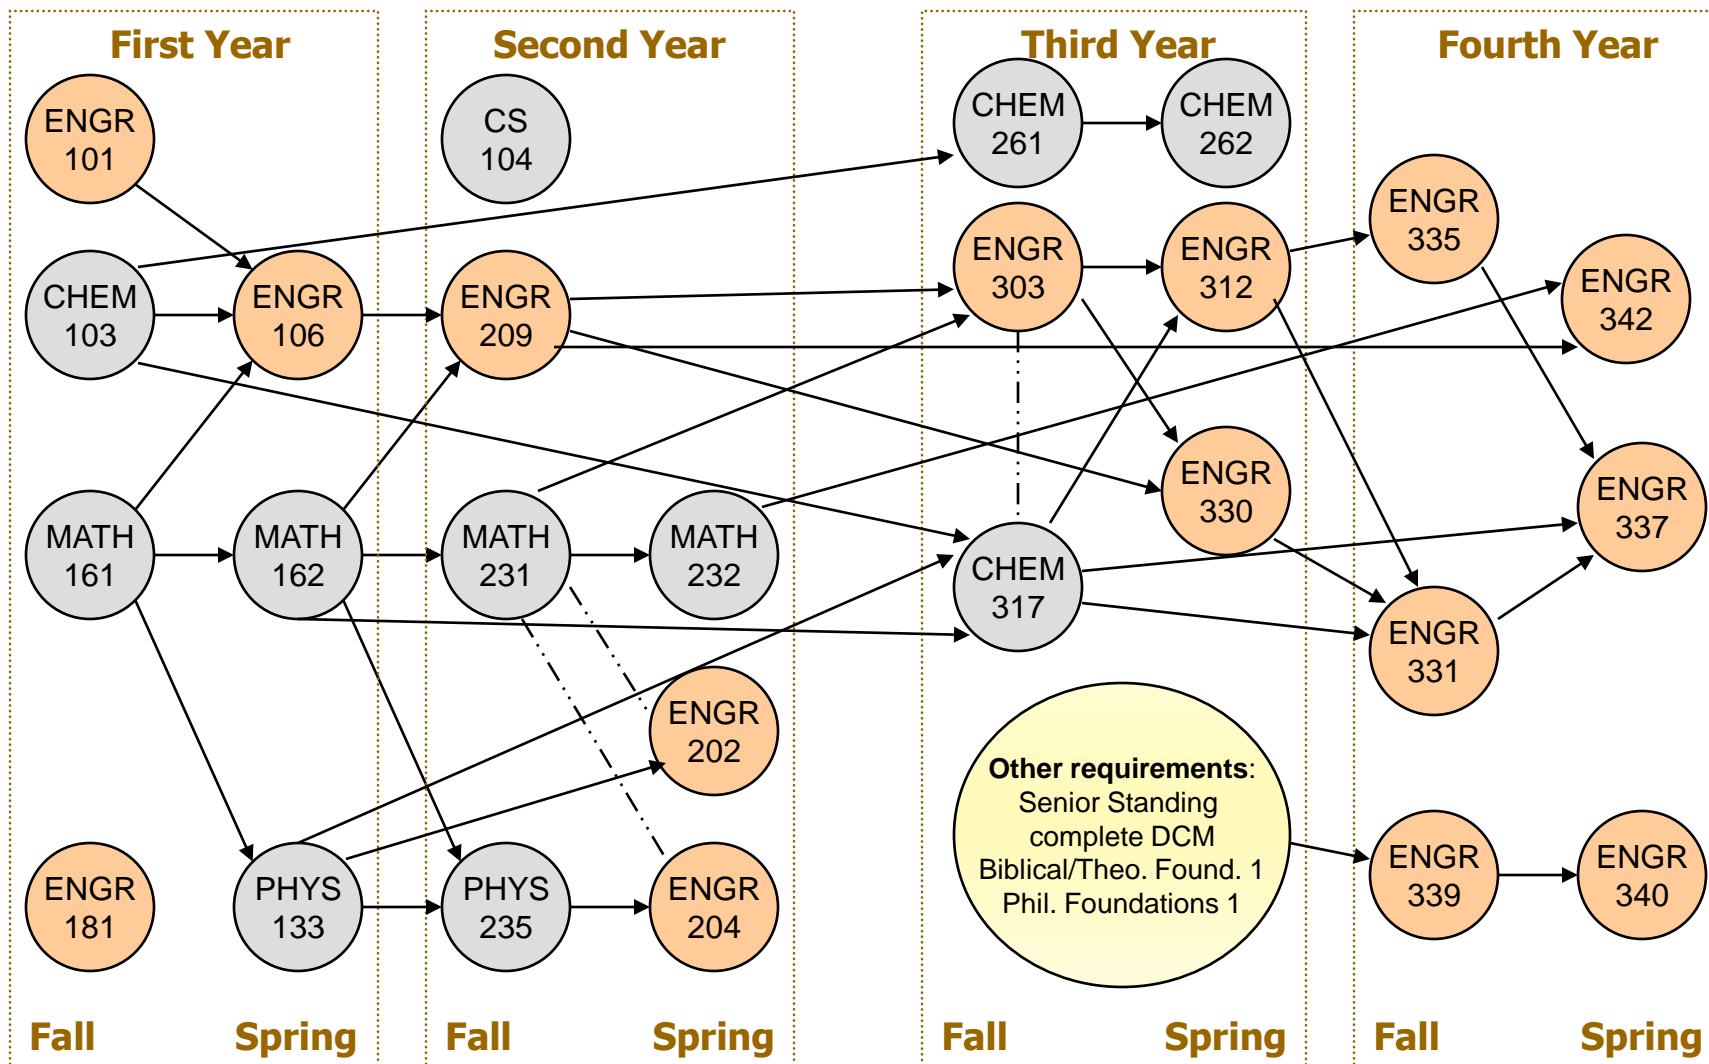 First Year
Second Year
Third Year
Fourth Year
ENGR
101
CS
104
CHEM
261
CHEM
262
ENGR
335
CHEM
103
ENGR
106
ENGR
209
ENGR
303
ENGR
312
ENGR
342
MATH
161
MATH
162
MATH
231
MATH
232
ENGR
330
CHEM
317
ENGR
337
ENGR
331
ENGR
202
Other requirements:
Senior Standing
complete DCM
Biblical/Theo. Found. 1
Phil. Foundations 1
ENGR
181
PHYS
133
PHYS
235
ENGR
204
ENGR
339
ENGR
340
Fall
Spring
Fall
Spring
Fall
Spring
Fall
Spring